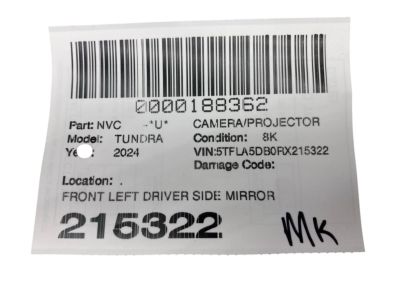 0000188362
Part: NVC -*U* CAMERA/PROJECTOR
Model: TUNDRA Condition: 8K
2024 VIN:5TFLA5DB0RX215322
Damage Code:
Location: .
FRONT LEFT DRIVER SIDE MIRROR
215322 MK